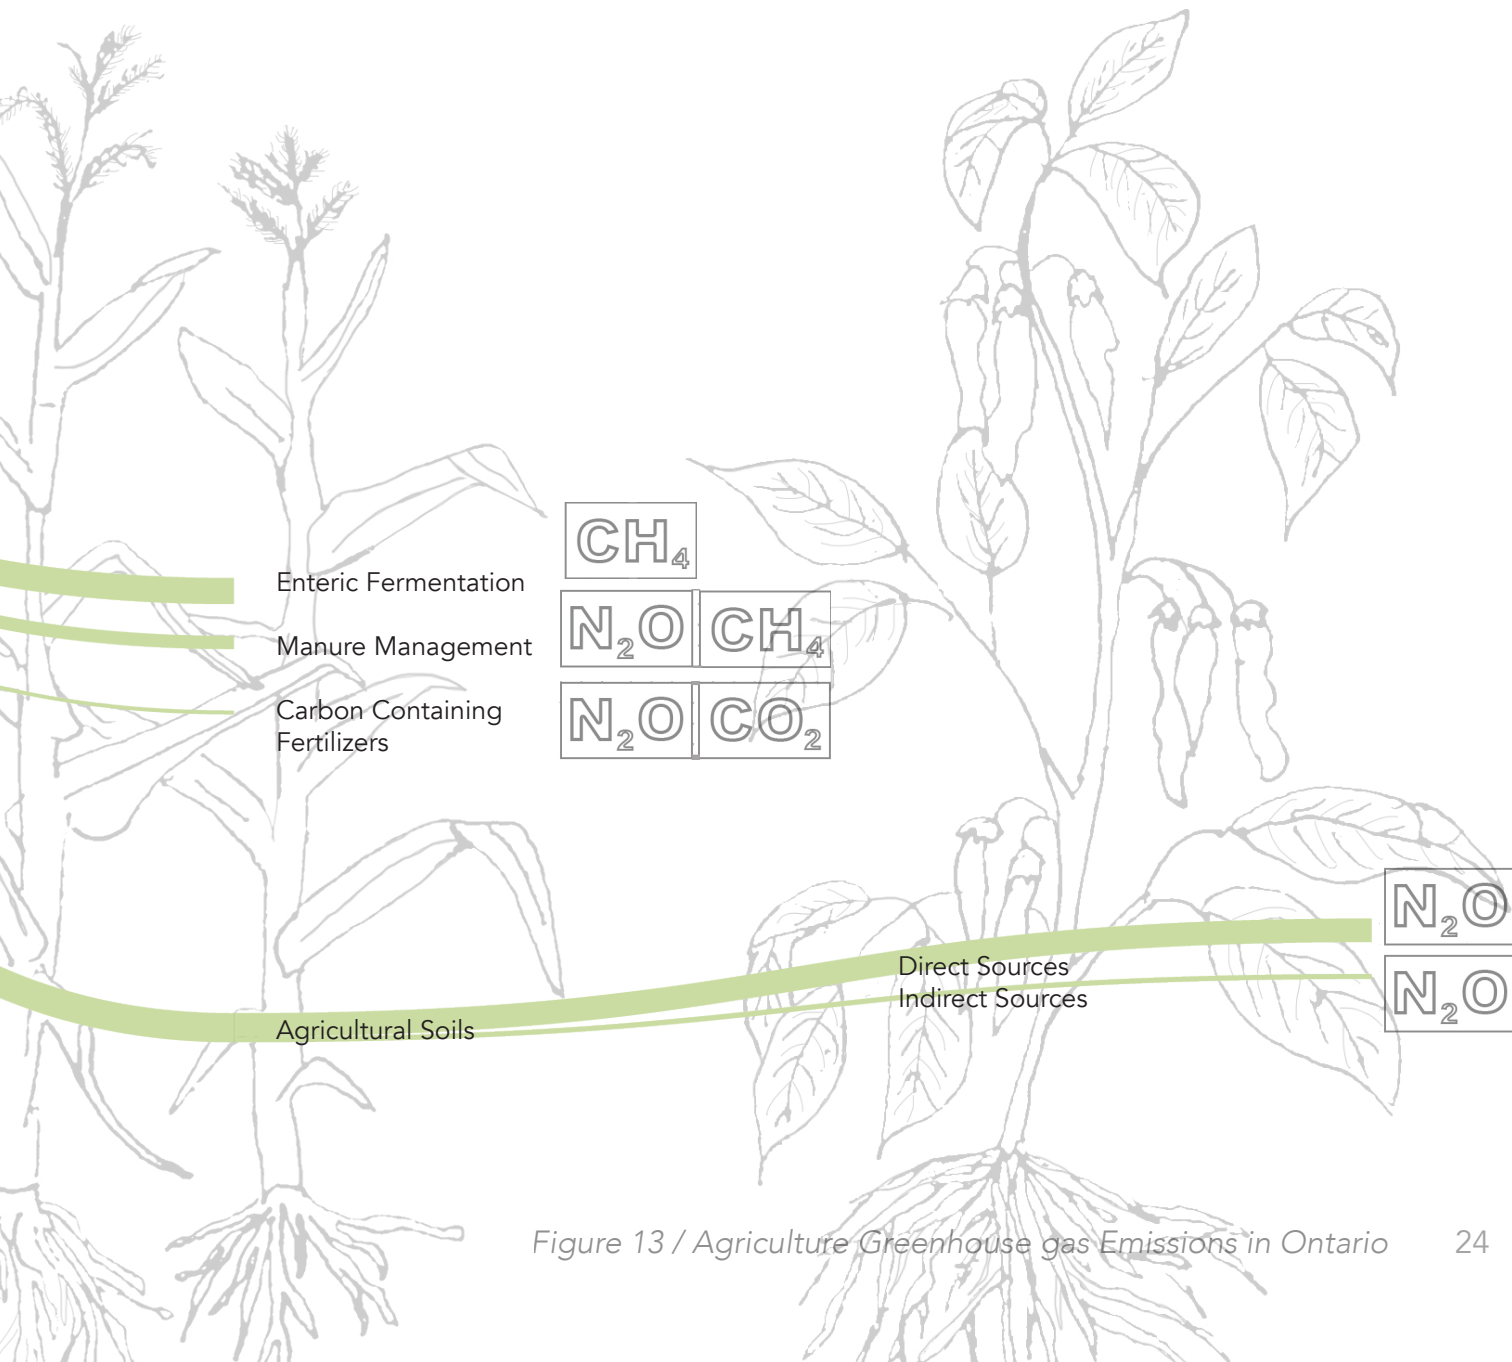 Enteric Fermentation
CH₄
Manure Management
N₂O CH₄
Carbon Containing
Fertilizers
N₂O CO₂
N₂O
Direct Sources
Indirect Sources
N₂O
Agricultural Soils
Figure 13 / Agriculture Greenhouse gas Emissions in Ontario 24